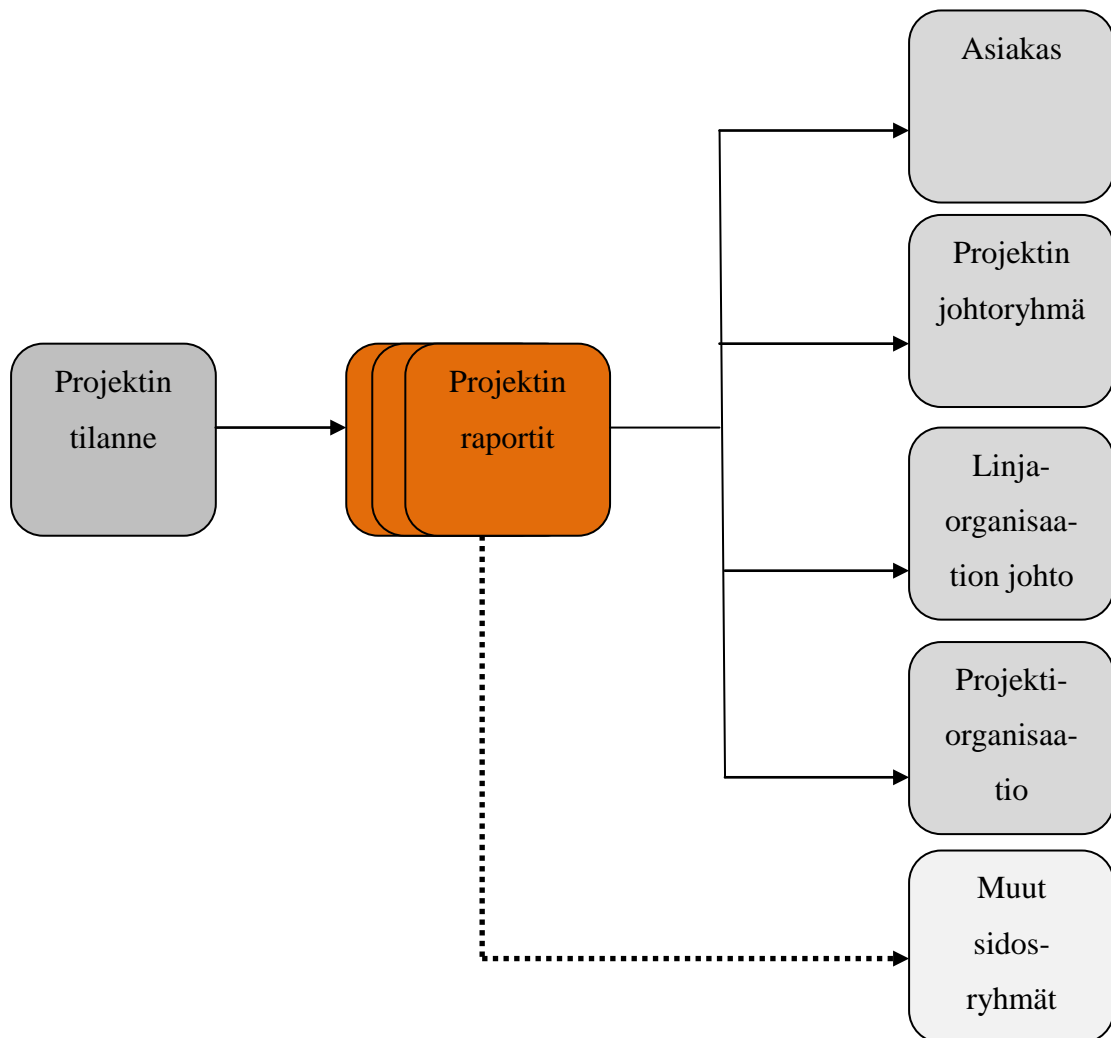 Asiakas
Projektin
johtoryhmä
Projektin
tilanne
Projektin
raportit
Linja-
organisaa-
tion johto
Projekti-
organisaa-
tio
Muut
sidos-
ryhmät